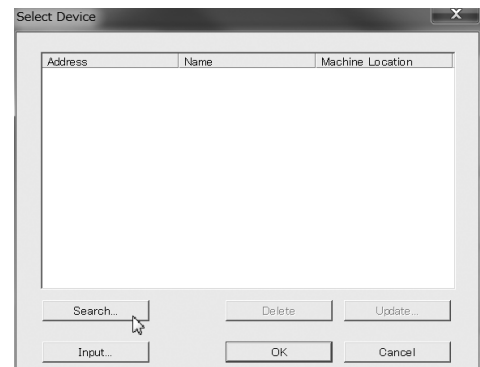 Select Device
X
Address Name Machine Location
Search... Delete Update...
Input... OK Cancel